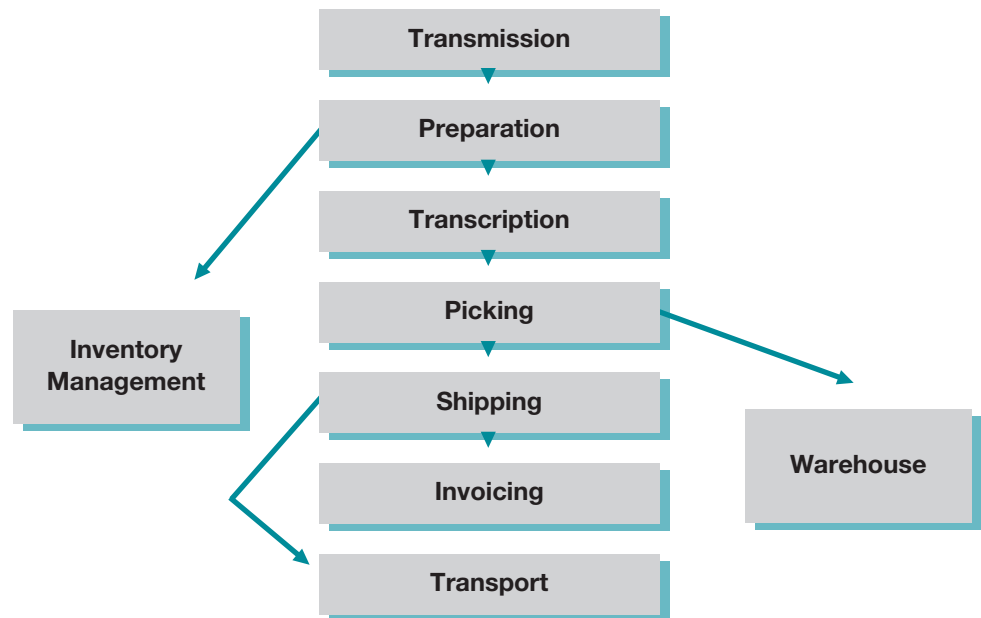 Transmission
Preparation
Transcription
Picking
Inventory
Management
Shipping
Warehouse
Invoicing
Transport